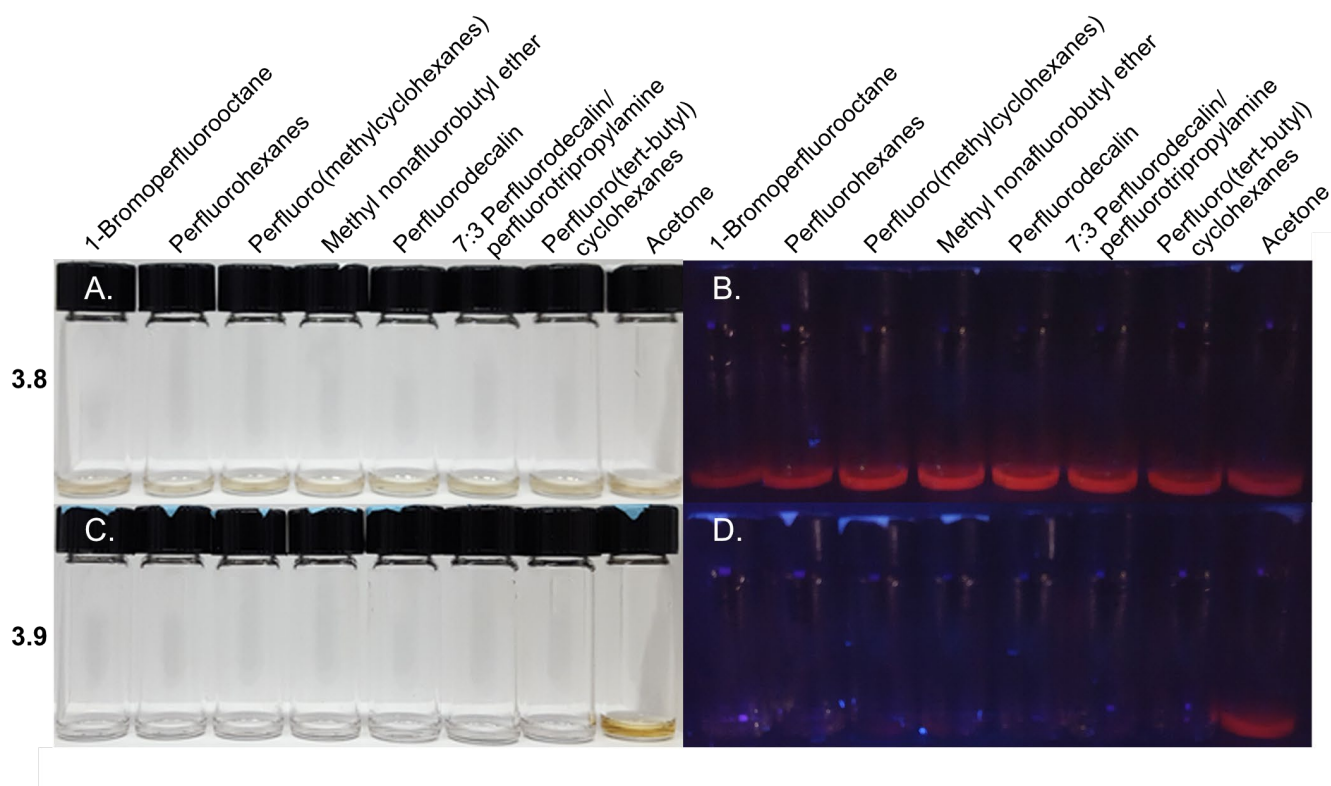 1-Bromoperfluorooctane
Perfluorohexanes
Perfluoro(methylcyclohexanes)
Methyl nonafluorobutyl ether
Perfluorodecalin
7:3 Perfluorodecalin/
perfluorotripropylamine
Perfluoro(tert-butyl)
cyclohexanes
Acetone
1-Bromoperfluorooctane
Perfluorohexanes
Perfluoro(methylcyclohexanes)
Methyl nonafluorobutyl ether
Perfluorodecalin
7:3 Perfluorodecalin/
perfluorotripropylamine
Perfluoro(tert-butyl)
cyclohexanes
Acetone
A.
B.
3.8
C.
D.
3.9